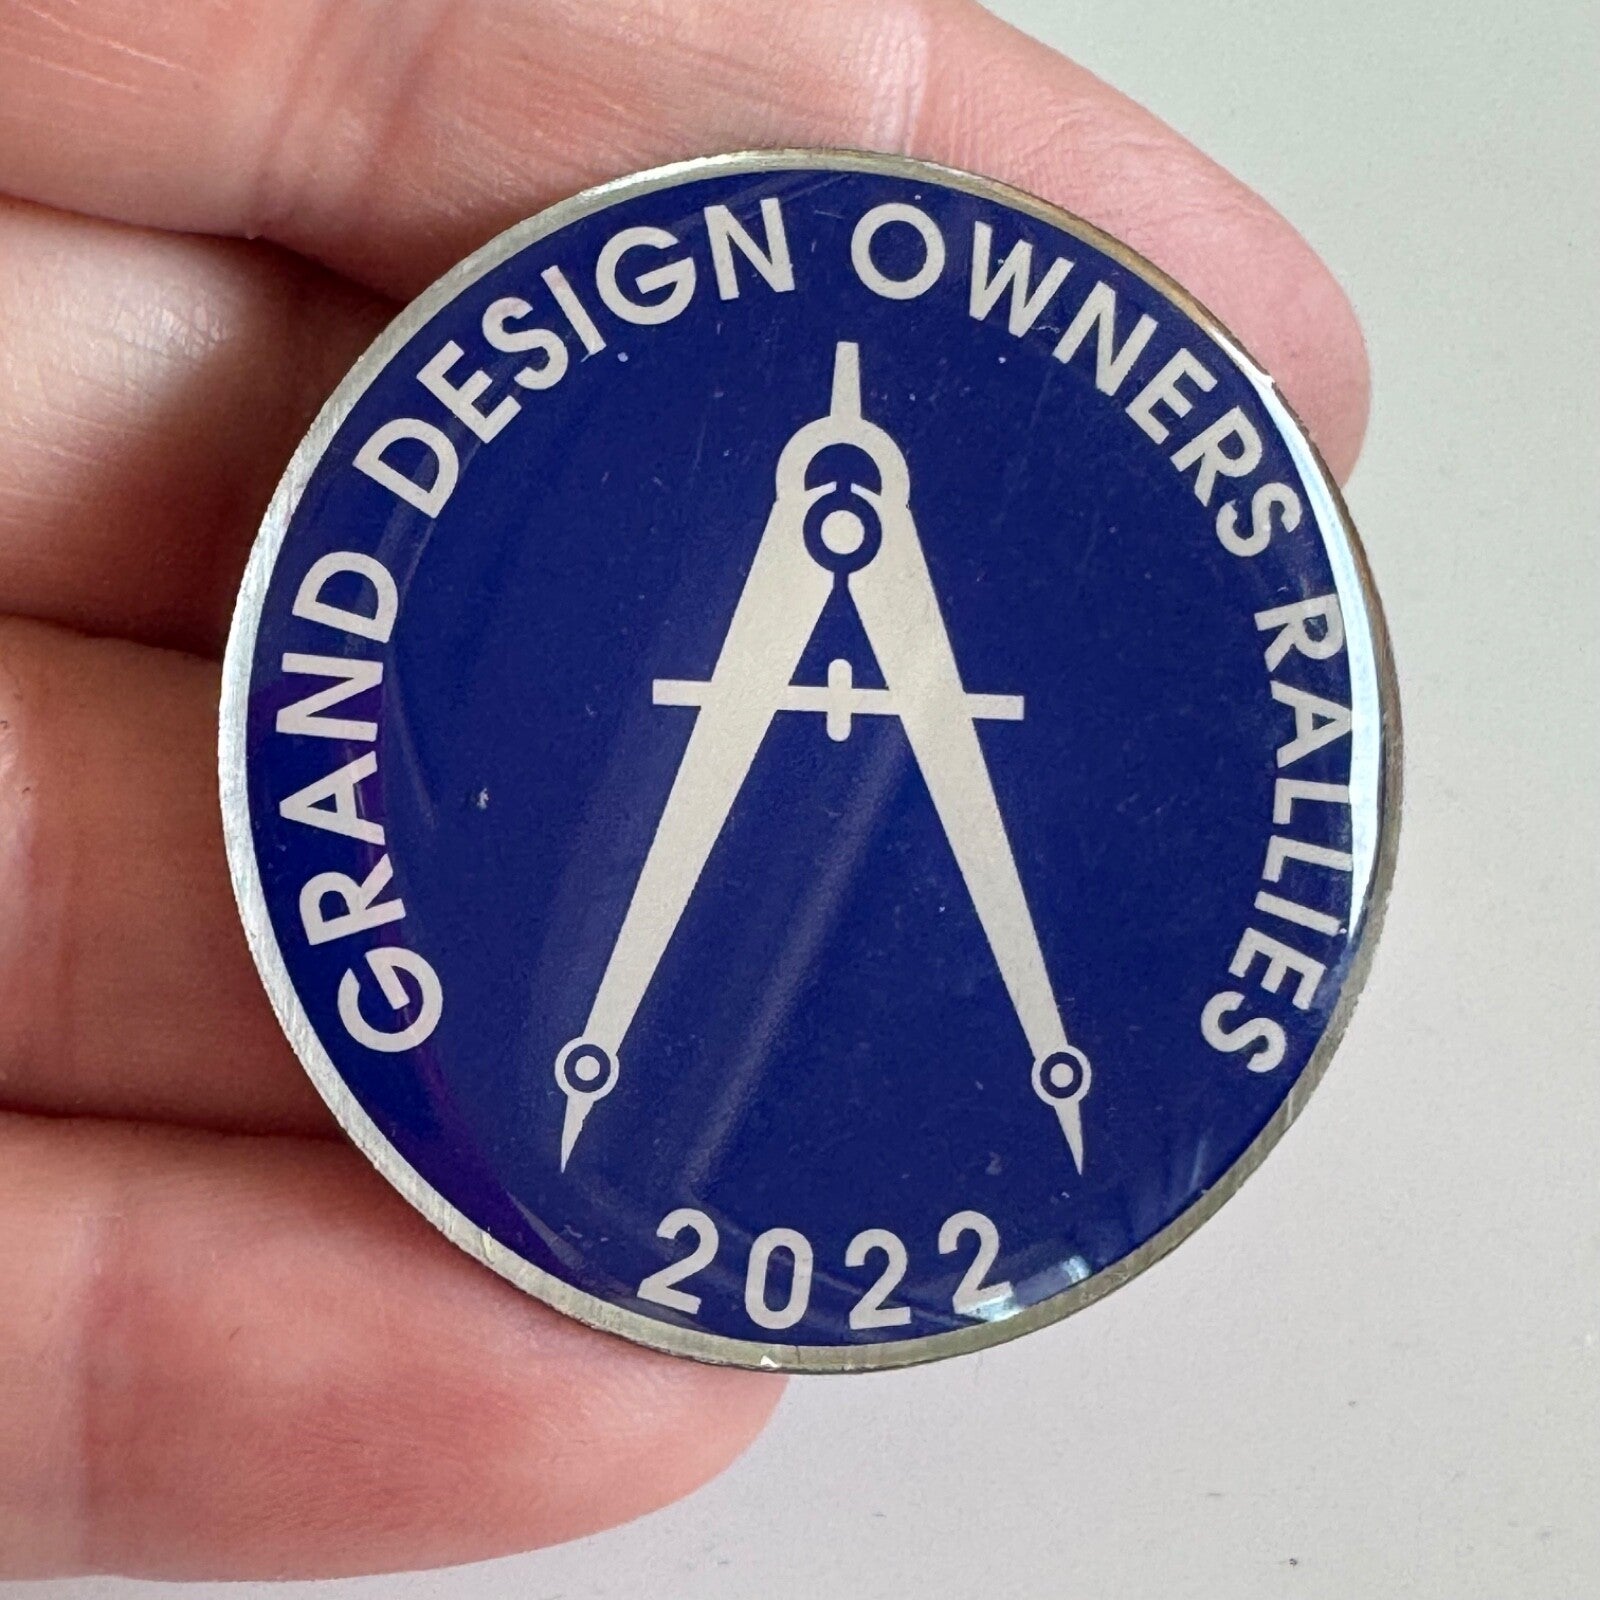 GRAND DESIGN OWNERS RALLIES
2022